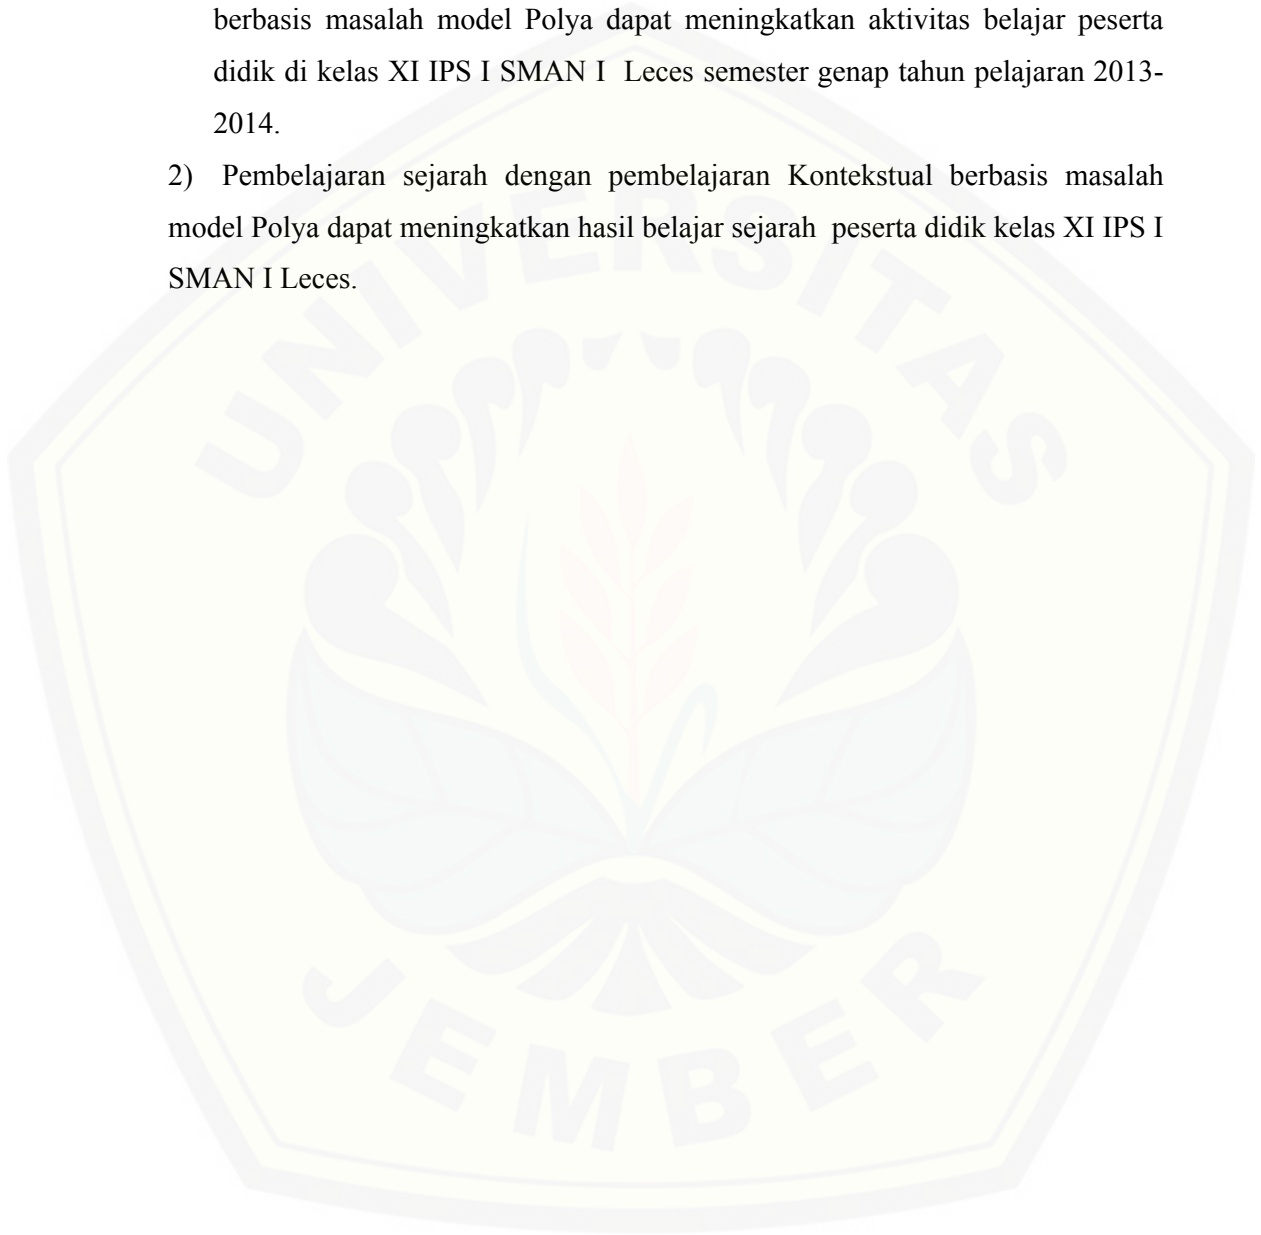 berbasis masalah model Polya dapat meningkatkan aktivitas belajar peserta
didik di kelas XI IPS I SMAN I Leces semester genap tahun pelajaran 2013-
2014.
2) Pembelajaran sejarah dengan pembelajaran Kontekstual berbasis masalah
model Polya dapat meningkatkan hasil belajar sejarah peserta didik kelas XI IPS I
SMAN I Leces.
UNIVERSITAS
JEMBER